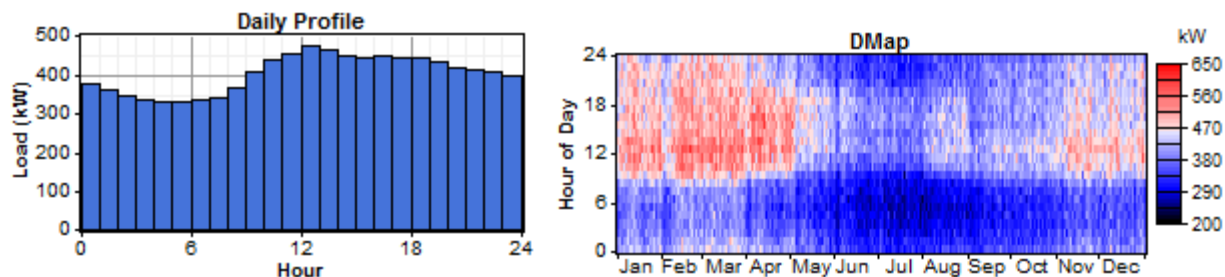 Daily Profile
500
400
300
200
100
0
Load (kW)
0 6 12 18 24
Hour
DMap
24
18
12
6
0
Hour of Day
Jan Feb Mar Apr May Jun Jul Aug Sep Oct Nov Dec
kW
650
560
470
380
290
200